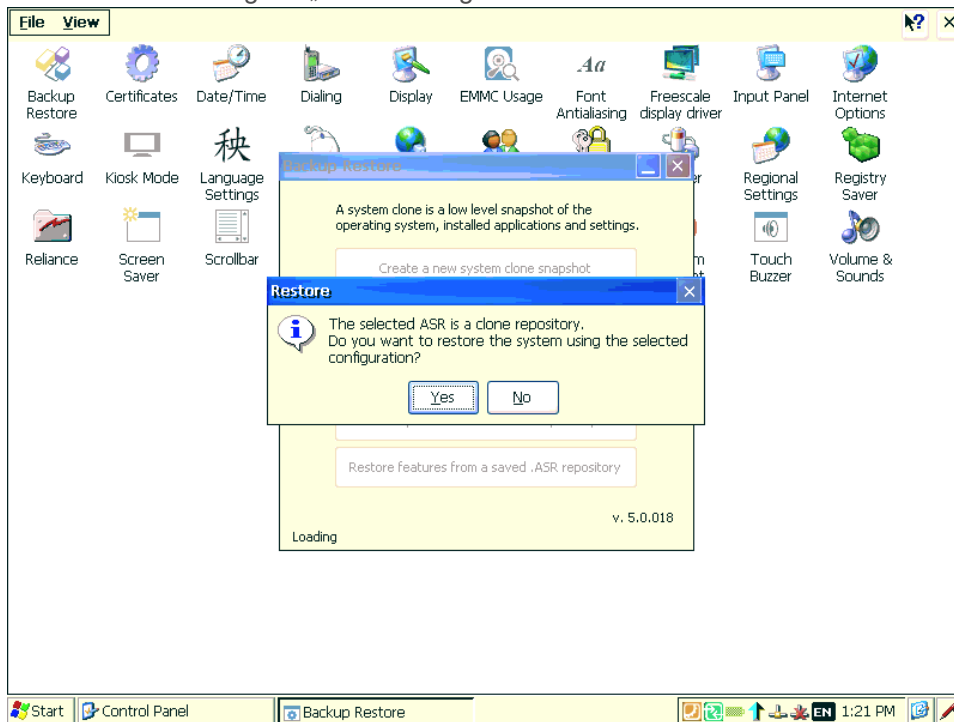 File View
Backup Restore
Certificates
Date/Time
Dialing
Display
EMMC Usage
Aa
Font Antialiasing
Freescale display driver
Input Panel
Internet Options
Keyboard
Kiosk Mode
秧
Language Settings
Regional Settings
Registry Saver
Reliance
Screen Saver
Scrollbar
Touch Buzzer
Volume & Sounds
Backup Restore
A system clone is a low level snapshot of the
operating system, installed applications and settings.
Create a new system clone snapshot
Restore
The selected ASR is a clone repository.
Do you want to restore the system using the selected
configuration?
Yes No
Restore features from a saved .ASR repository
v. 5.0.018
Loading
Start Control Panel Backup Restore EN 1:21 PM